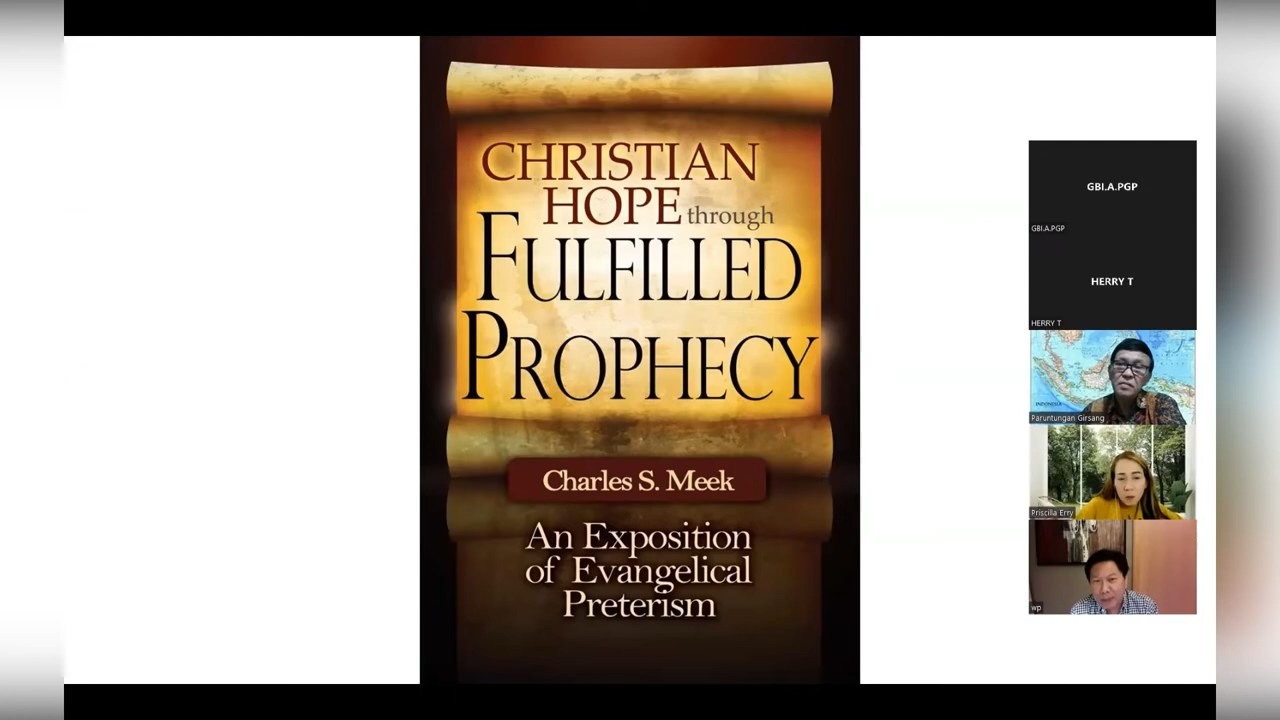 CHRISTIAN
HOPE through
FULFILLED
PROPHECY
Charles S. Meek
An Exposition
of Evangelical
Preterism
GBI.A.PGP
GBI.A.PGP
HERRY T
HERRY T
INDONESIA
Paruntungan Girsang
Priscilla Erry
wp